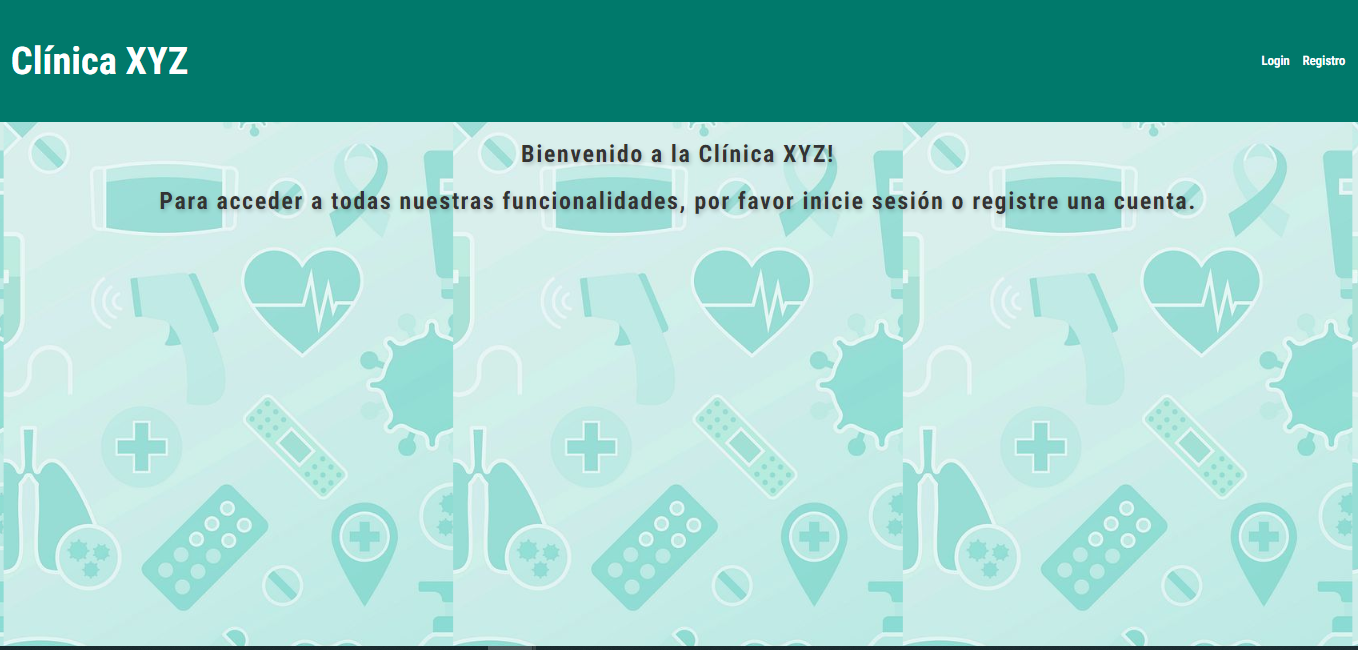 Clínica XYZ
Login Registro
Bienvenido a la Clínica XYZ!
Para acceder a todas nuestras funcionalidades, por favor inicie sesión o registre una cuenta.